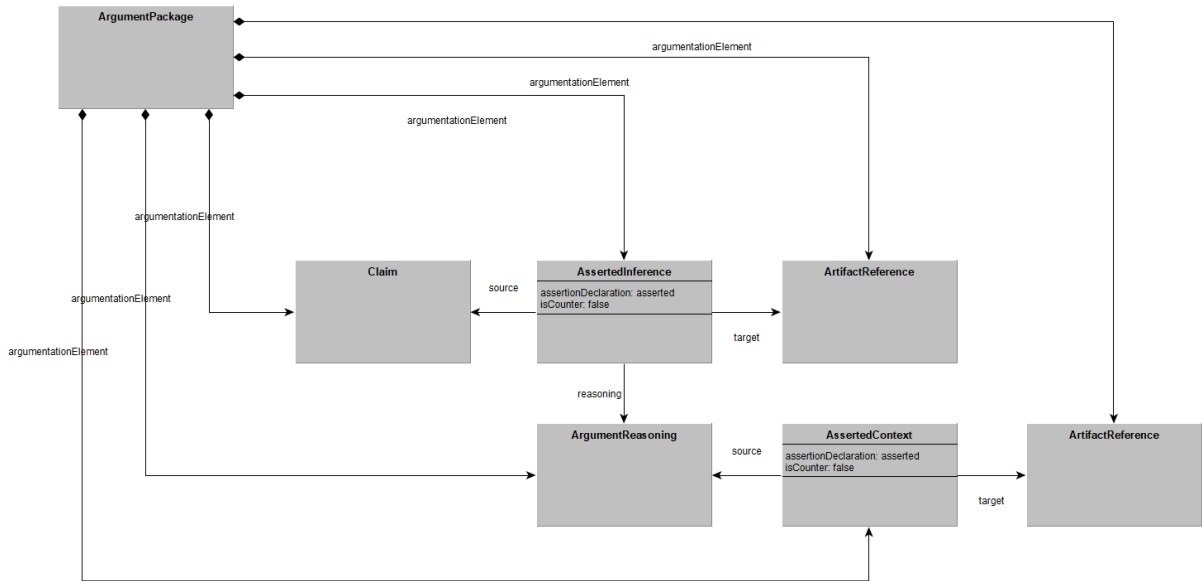 ArgumentPackage
argumentationElement
argumentationElement
argumentationElement
argumentationElement
Claim
AssertedInference
ArtifactReference
source
assertionDeclaration: asserted
isCounter: false
argumentationElement
target
argumentationElement
reasoning
ArgumentReasoning
AssertedContext
ArtifactReference
source
assertionDeclaration: asserted
isCounter: false
target